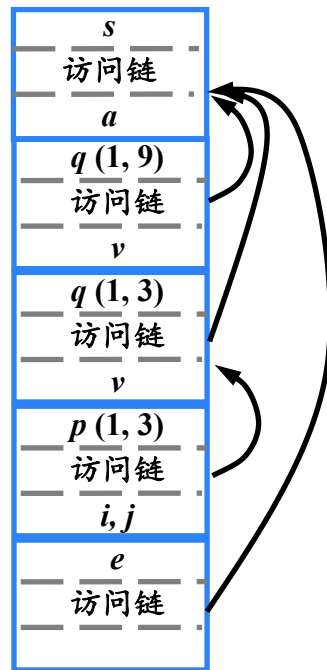 s
访问链
a
q (1, 9)
访问链
v
q (1, 3)
访问链
v
p (1, 3)
访问链
i, j
e
访问链